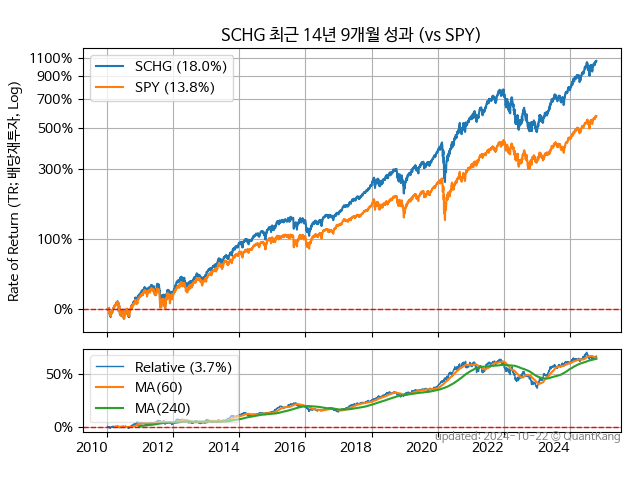 SCHG 최근 14년 9개월 성과 (vs SPY)
Rate of Return (TR; 배당재투자, Log)
1100%
900%
700%
500%
300%
100%
0%
SCHG (18.0%)
SPY (13.8%)
50%
0%
Relative (3.7%)
MA(60)
MA(240)
2010 2012 2014 2016 2018 2020 2022 2024
Updated: 2024-10-22 © QuantKang